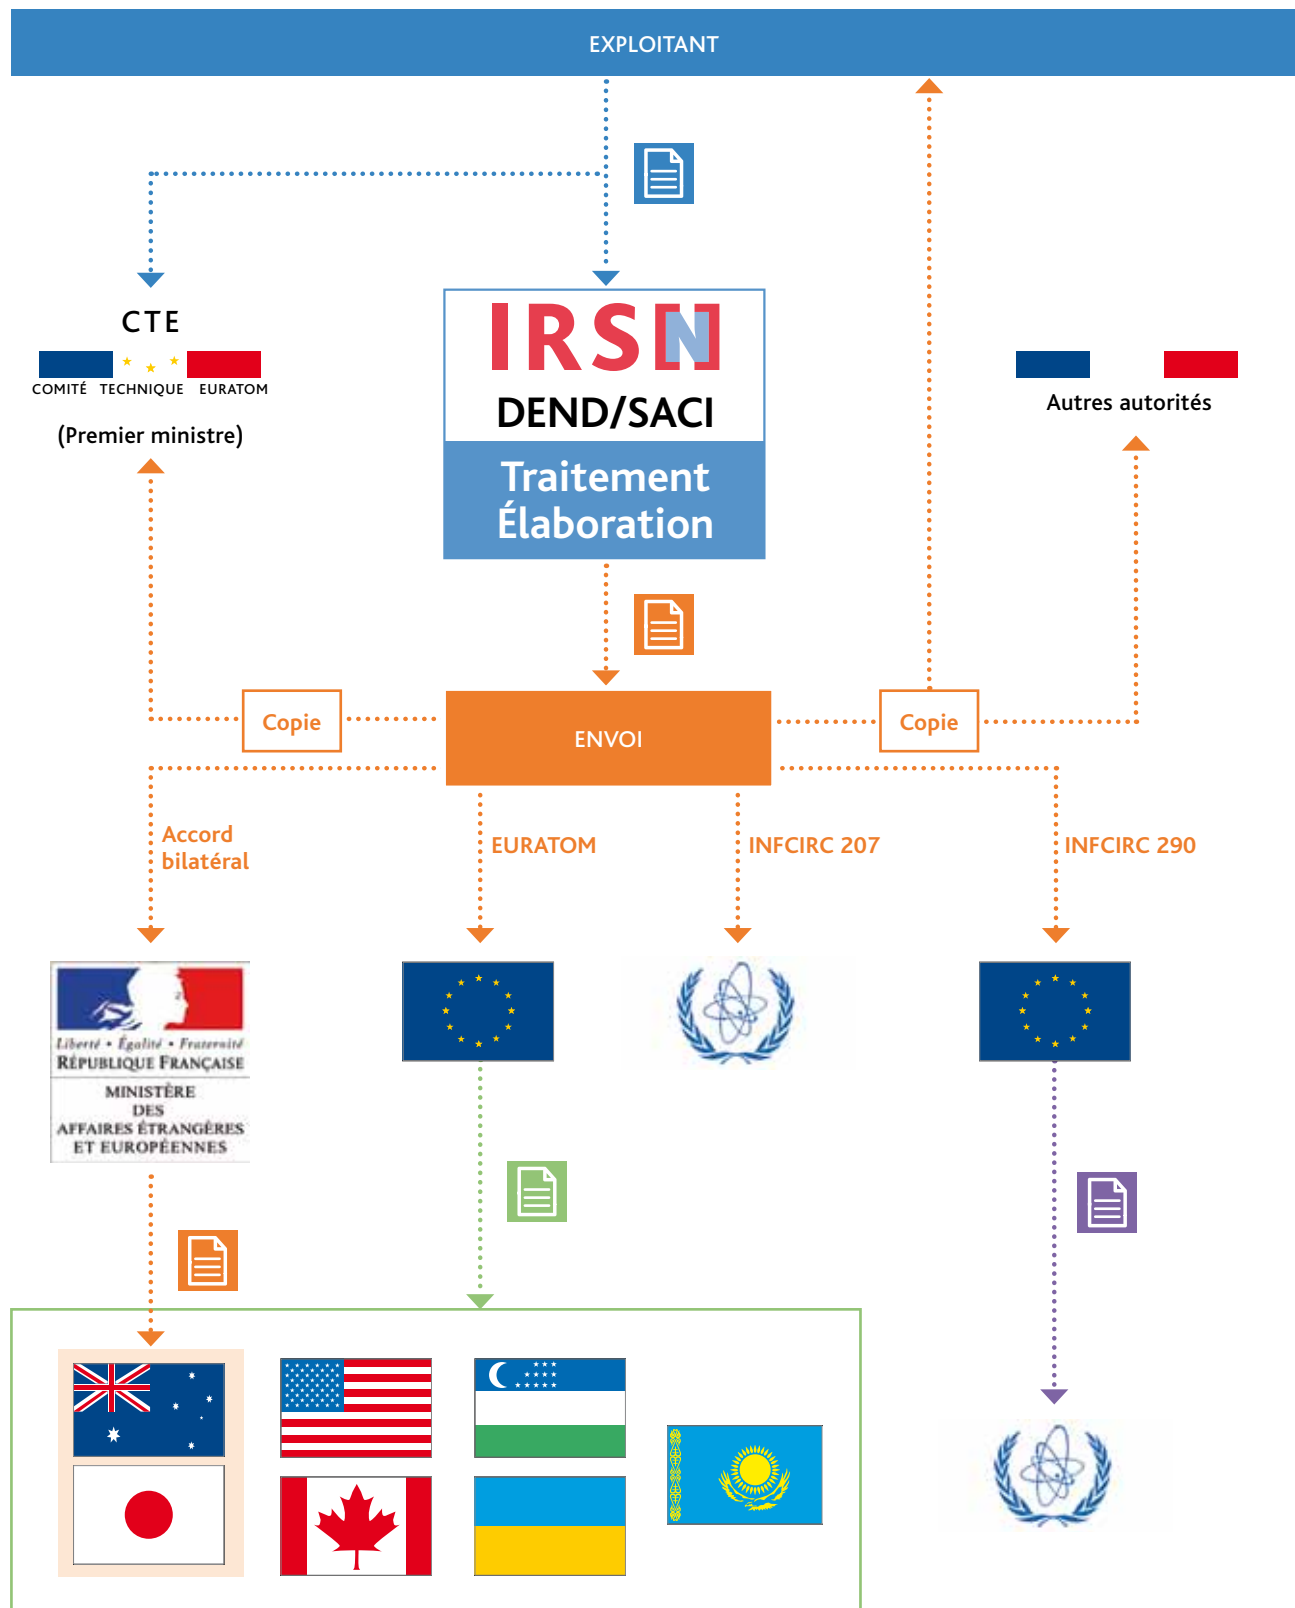 EXPLOITANT
CTE
COMITÉ TECHNIQUE EURATOM
(Premier ministre)
IRSN
DEND/SACI
Traitement
Élaboration
Autres autorités
Copie
ENVOI
Copie
Accord
bilatéral
EURATOM
INFCIRC 207
INFCIRC 290
Liberté • Égalité • Fraternité
RÉPUBLIQUE FRANÇAISE
MINISTÈRE
DES
AFFAIRES ÉTRANGÈRES
ET EUROPÉENNES